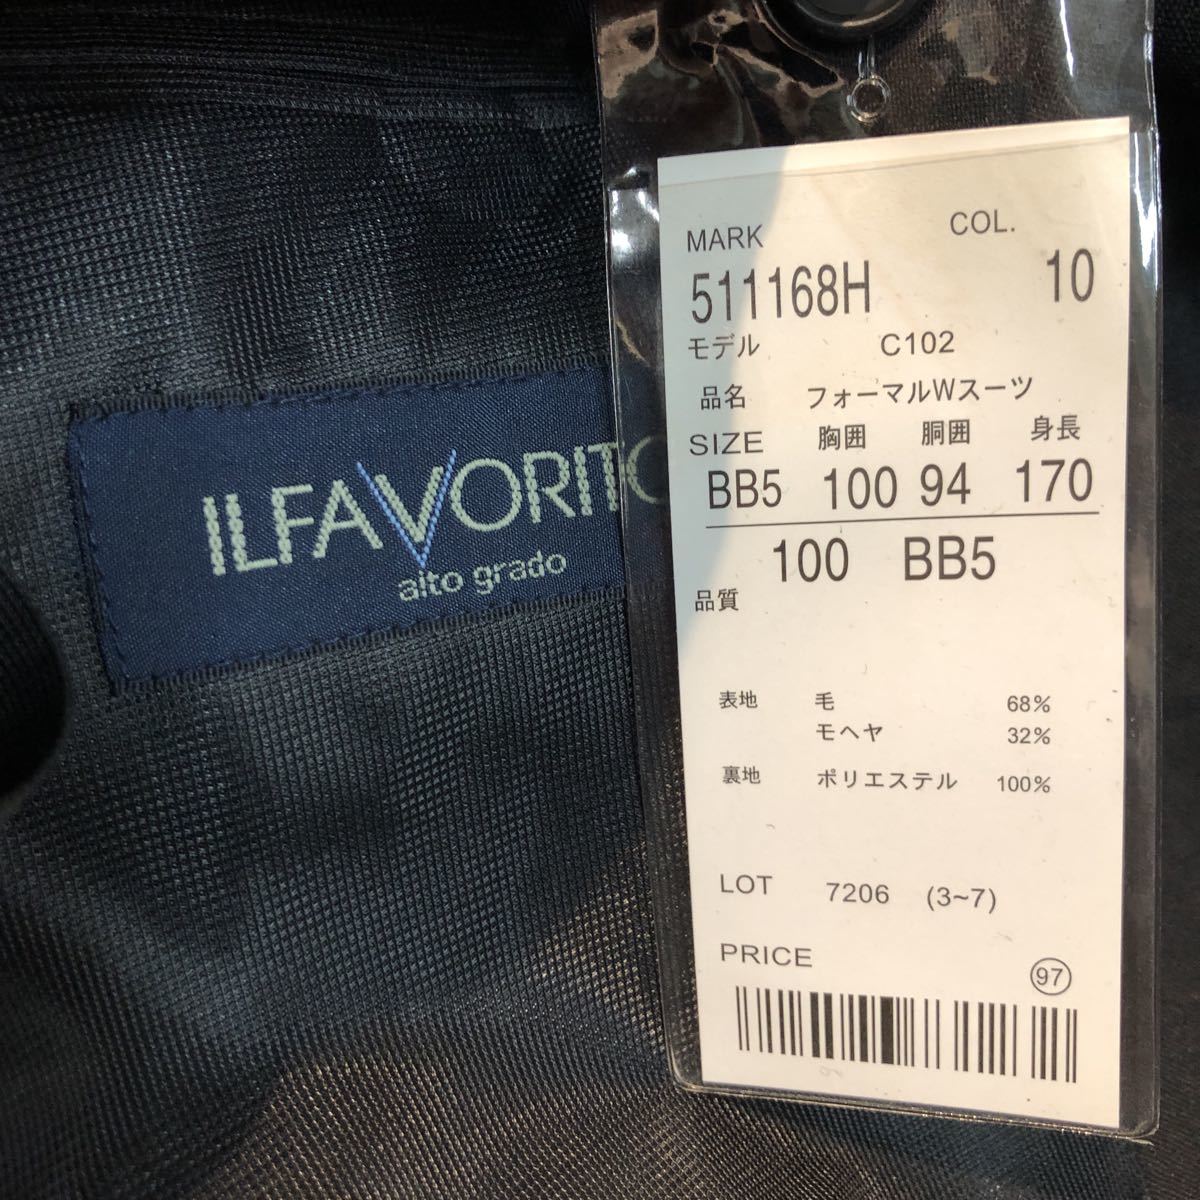 ILFAVORITO
alto grado
MARK COL.
511168H 10
モデル C102
品名 フォーマルWスーツ
SIZE 胸囲 胴囲 身長
BB5 100 94 170
100 BB5
品質
表地 毛 68%
モヘヤ 32%
裏地 ポリエステル 100%
LOT 7206 (3~7)
PRICE
97